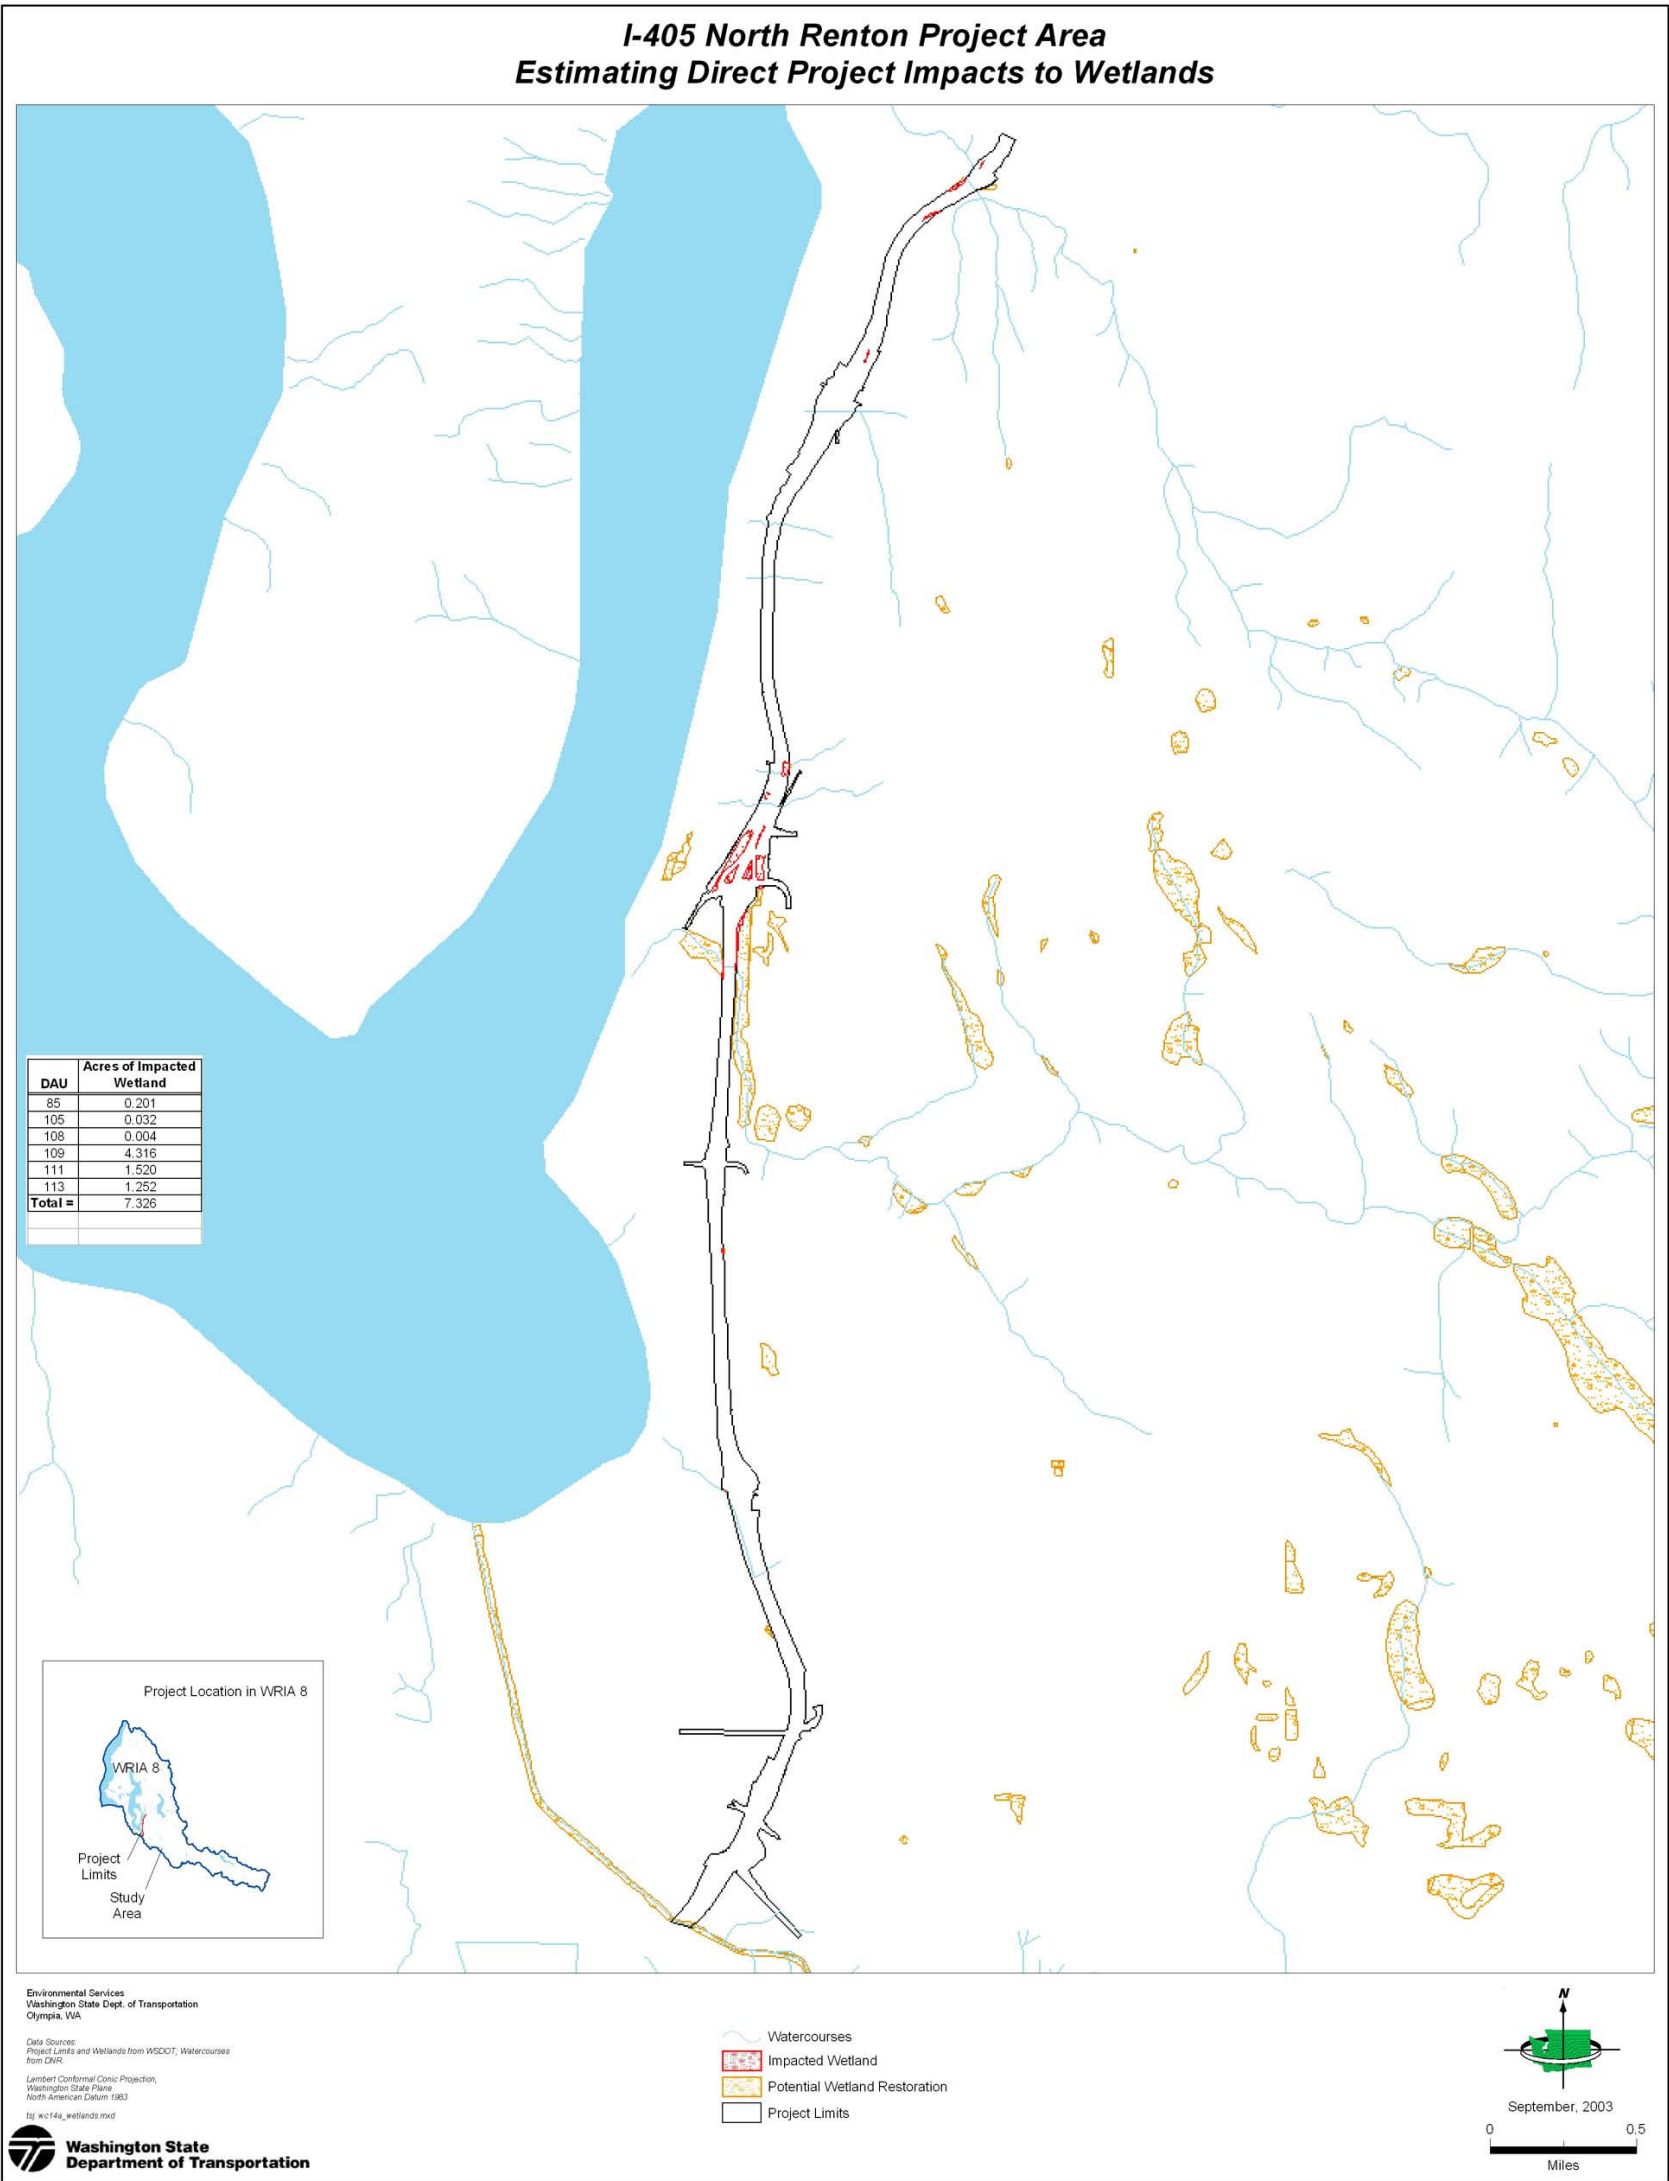 I-405 North Renton Project Area
Estimating Direct Project Impacts to Wetlands
DAU Acres of Impacted Wetland
85 0.201
105 0.032
108 0.004
109 4.316
111 1.520
113 1.252
Total = 7.326
Project Location in WRIA 8
WRIA 8
Project
Limits
Study
Area
Environmental Services
Washington State Dept. of Transportation
Olympia, WA
Data Sources:
Project Limits and Wetlands from WSDOT; Watercourses
from DNR.
Lambert Conformal Conic Projection,
Washington State Plane
North American Datum 1983
tsj wc14a_wetlands.mxd
Washington State
Department of Transportation
Watercourses
Impacted Wetland
Potential Wetland Restoration
Project Limits
N
September, 2003
0 0.5
Miles